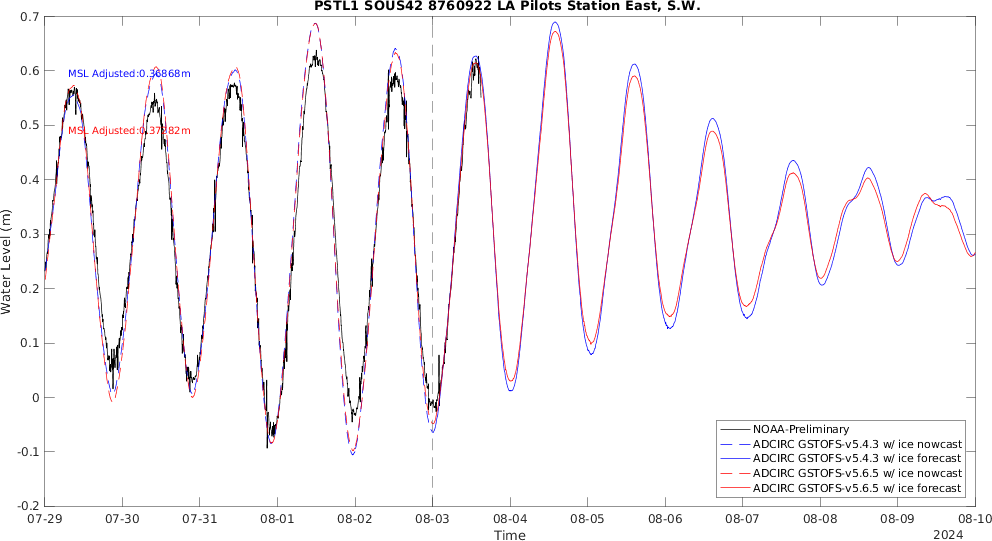 PSTL1 SOUS42 8760922 LA Pilots Station East, S.W.
0.7
0.6
0.5
0.4
0.3
0.2
0.1
0
-0.1
-0.2
Water Level (m)
MSL Adjusted:0.36868m
MSL Adjusted:0.37382m
NOAA-Preliminary
ADCIRC GSTOFS-v5.4.3 w/ ice nowcast
ADCIRC GSTOFS-v5.4.3 w/ ice forecast
ADCIRC GSTOFS-v5.6.5 w/ ice nowcast
ADCIRC GSTOFS-v5.6.5 w/ ice forecast
07-29 07-30 07-31 08-01 08-02 08-03 08-04 08-05 08-06 08-07 08-08 08-09 08-10
Time
2024